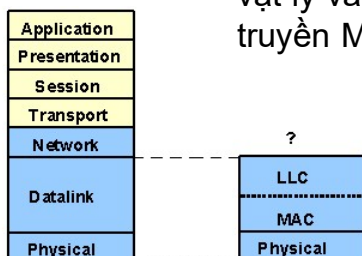 vật lý và
truyền M
Application
Presentation
Session
Transport
Network
Datalink
Physical
?
LLC
MAC
Physical